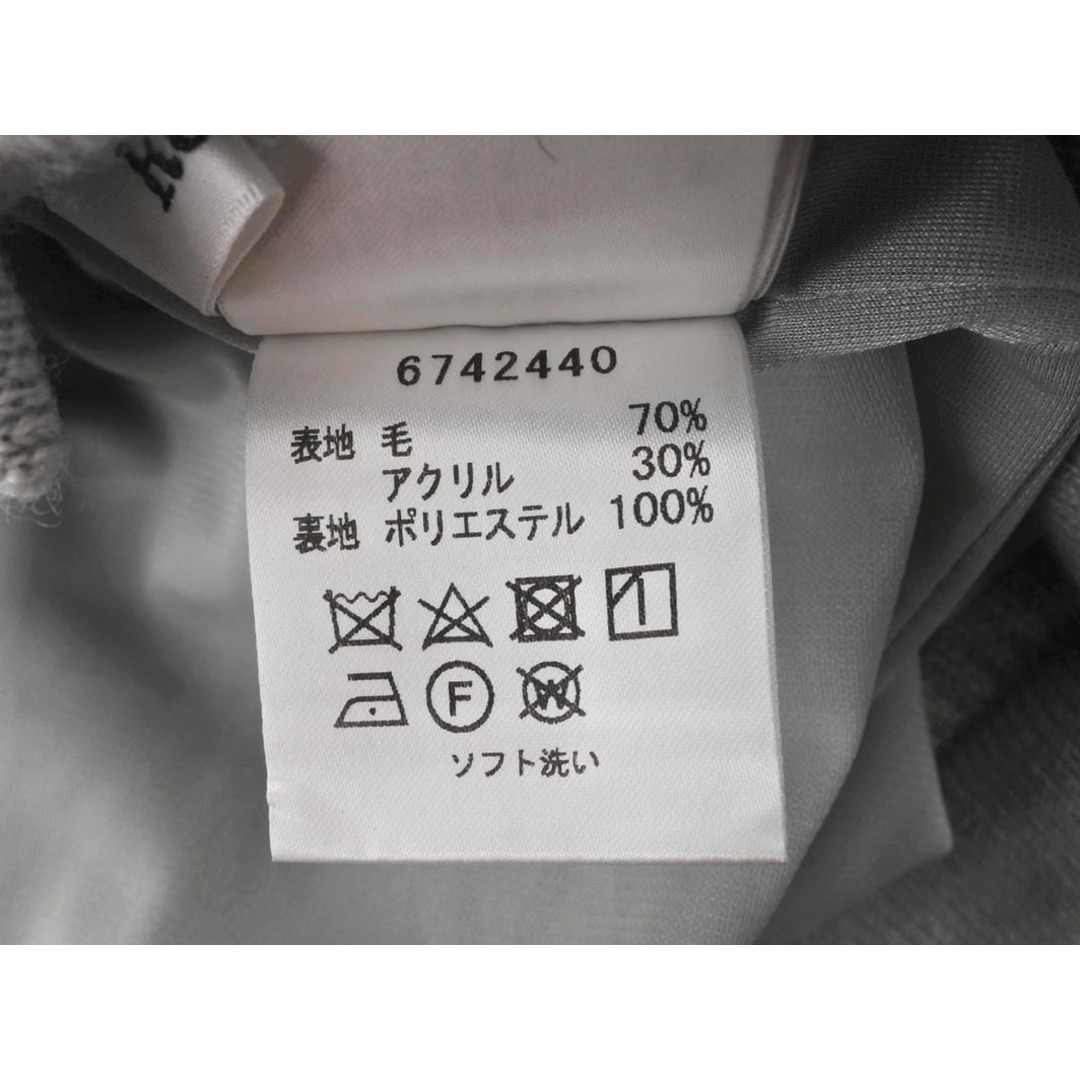 6742440
表地 毛 70%
アクリル 30%
裏地 ポリエステル 100%
F
W
ソフト洗い